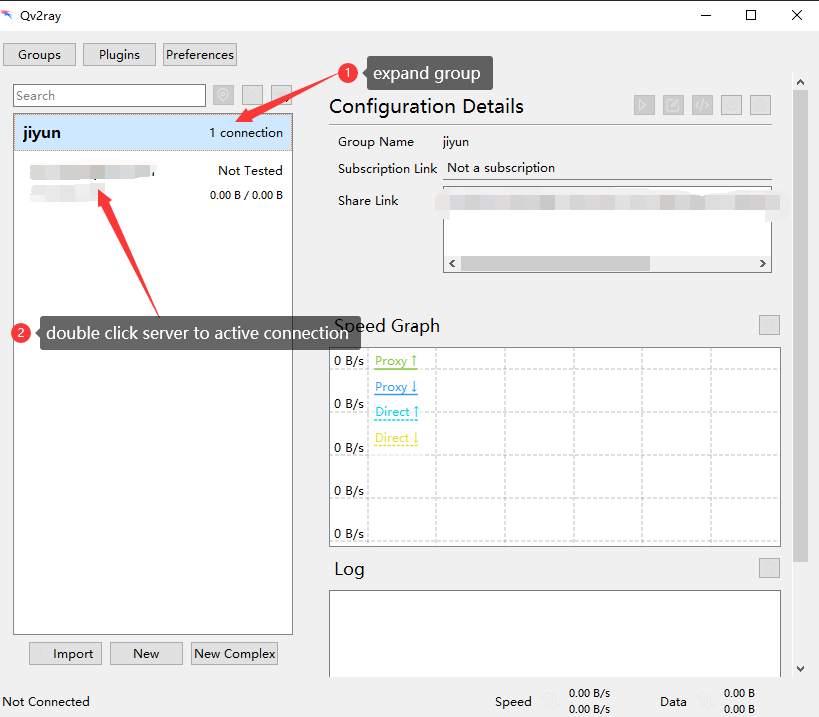 Qv2ray
Groups Plugins Preferences
1 expand group
Search
Configuration Details
jiyun 1 connection
Group Name jiyun
Not Tested
Subscription Link Not a subscription
0.00 B / 0.00 B
Share Link
2 double click server to active connection
Speed Graph
0 B/s Proxy ↑
Proxy ↓
0 B/s
Direct ↑
Direct ↓
0 B/s
0 B/s
0 B/s
Log
Import New New Complex
Not Connected
Speed
0.00 B/s
0.00 B/s
Data
0.00 B
0.00 B